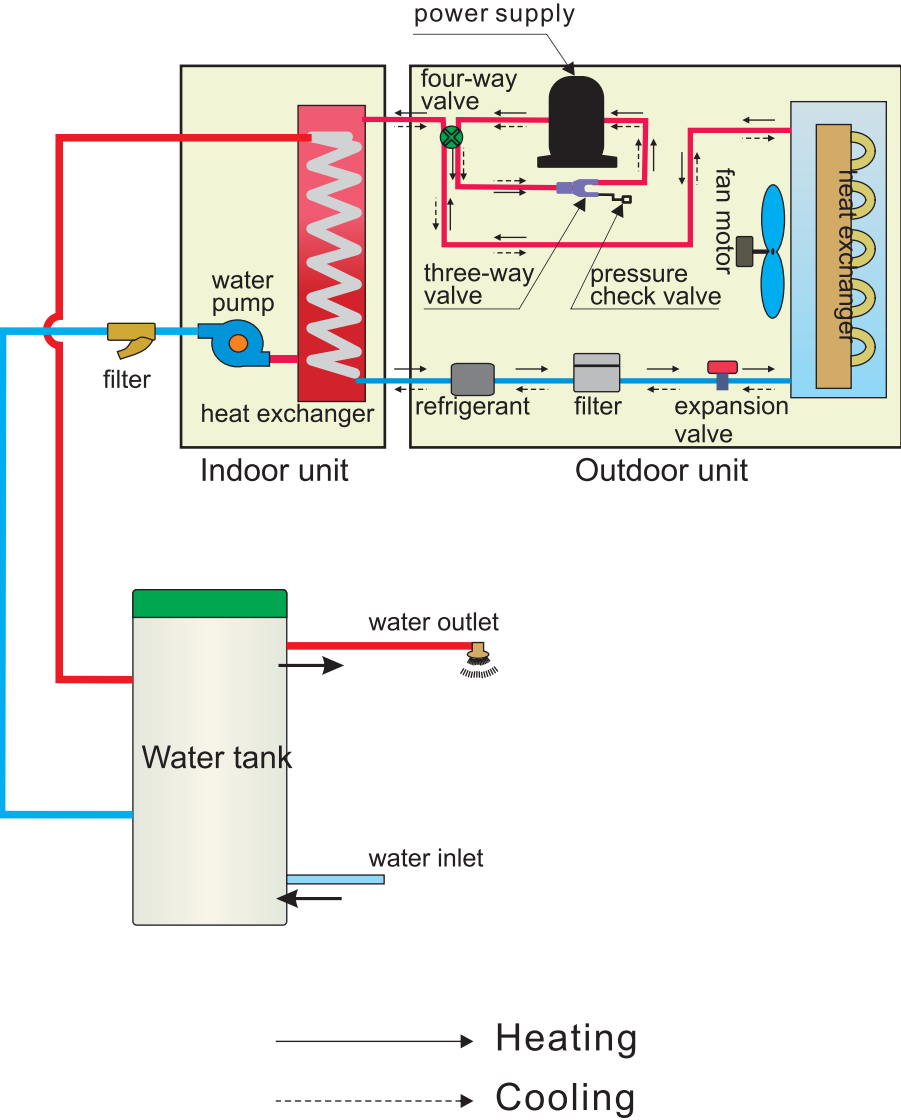 power supply
four-way
valve
heat exchanger
fan motor
water
pump
three-way
valve
pressure
check valve
filter
heat exchanger
refrigerant
filter
expansion
valve
Indoor unit
Outdoor unit
water outlet
Water tank
water inlet
Heating
Cooling